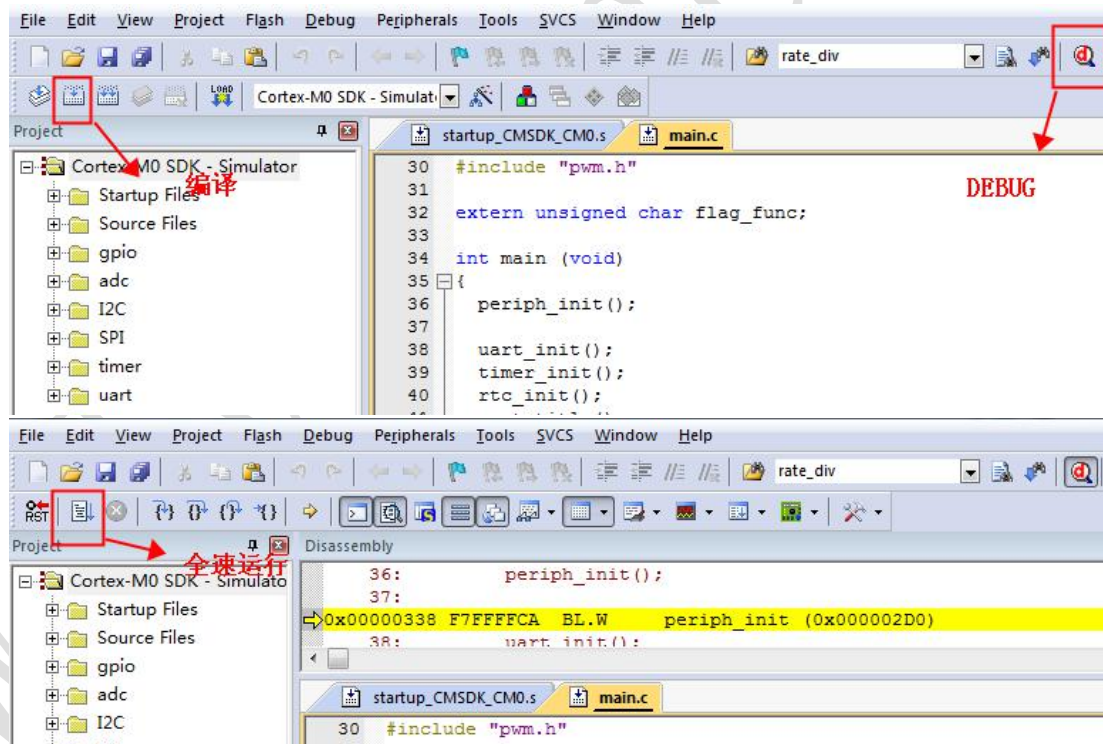 File Edit View Project Flash Debug Peripherals Tools SVCS Window Help
rate_div
LOAD Cortex-M0 SDK - Simulat
Project
startup_CMSDK_CM0.s main.c
Cortex-M0 SDK - Simulator
Startup Files
Source Files
gpio
adc
I2C
SPI
timer
uart
编译
30 #include "pwm.h"
31
32 extern unsigned char flag_func;
33
34 int main (void)
35 {
36 periph_init();
37
38 uart_init();
39 timer_init();
40 rtc_init();
DEBUG
File Edit View Project Flash Debug Peripherals Tools SVCS Window Help
rate_div
RST
Project
全速运行
Cortex-M0 SDK - Simulato
Startup Files
Source Files
gpio
adc
I2C
Disassembly
36: periph_init();
37:
0x00000338 F7FFFFCA BL.W periph_init (0x000002D0)
38: uart_init();
startup_CMSDK_CM0.s main.c
30 #include "pwm.h"